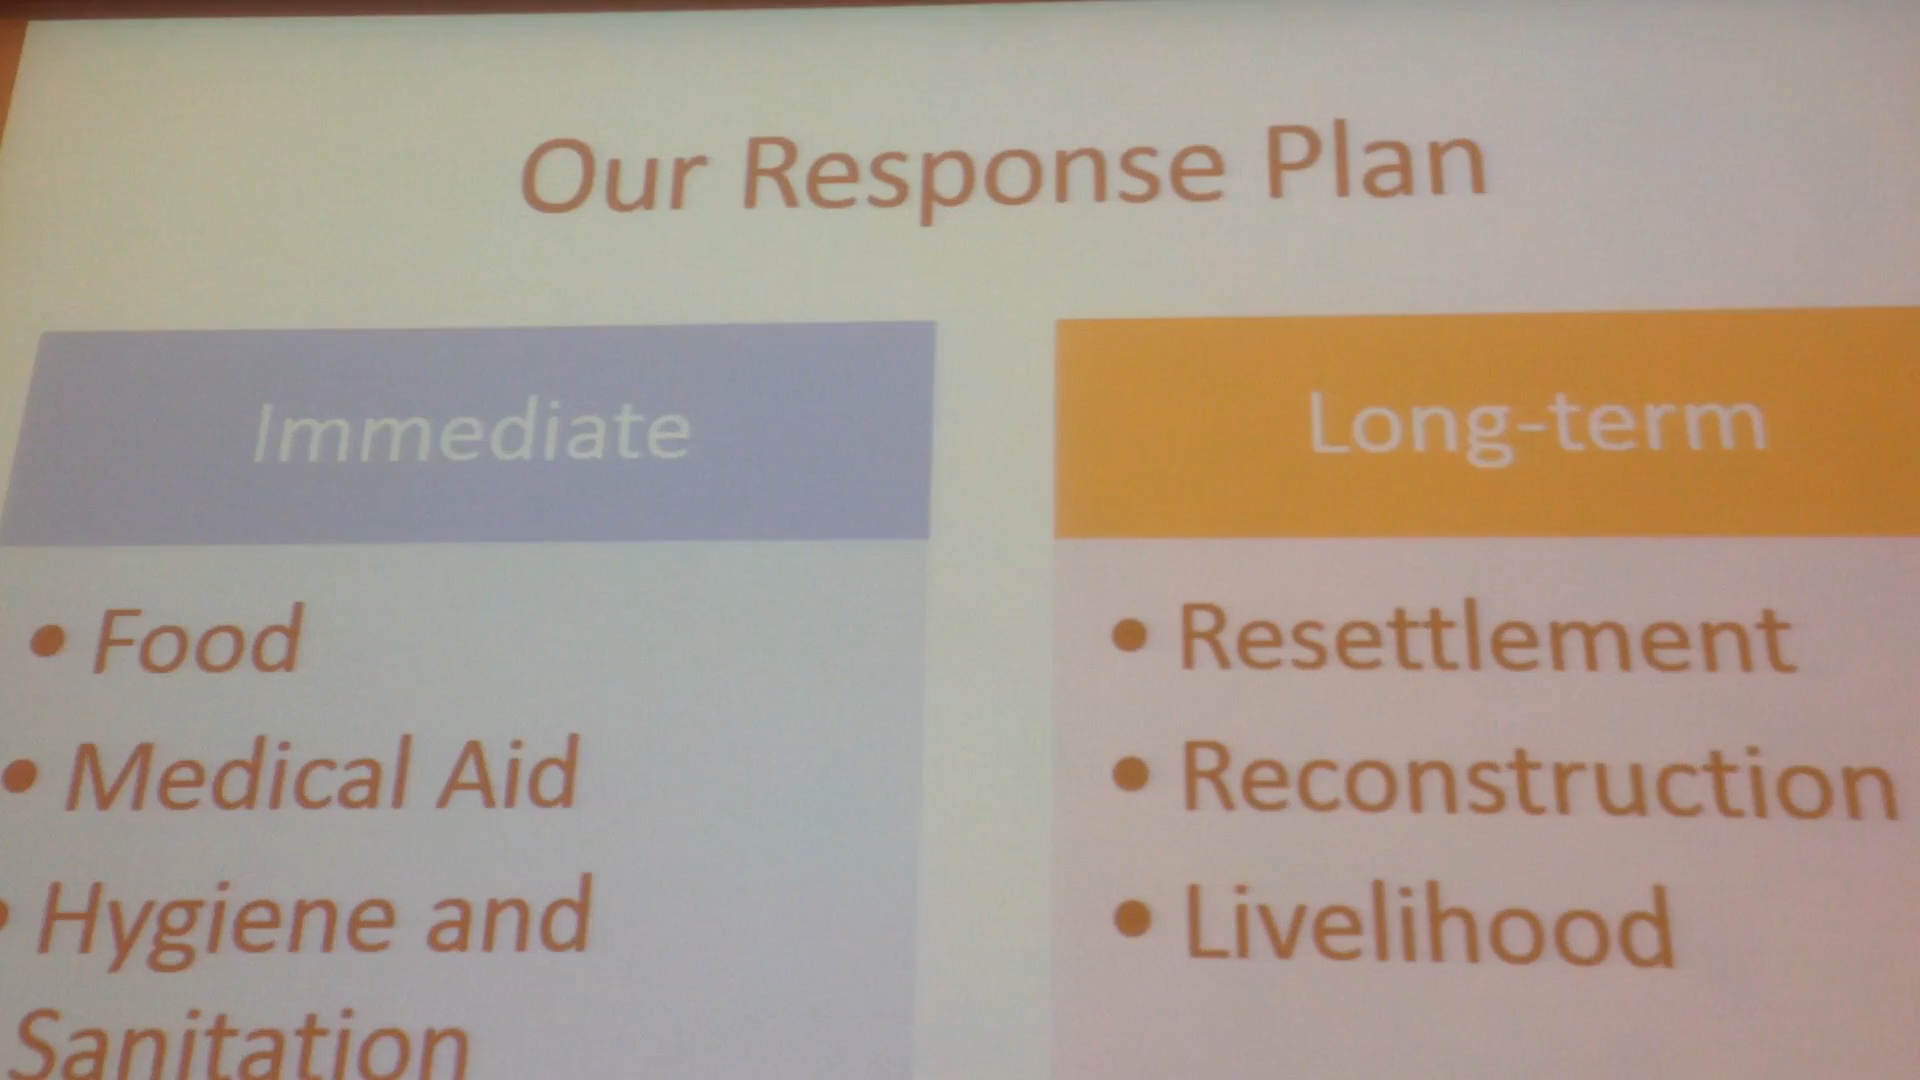 Our Response Plan
Immediate
• Food
• Medical Aid
• Hygiene and
Sanitation
Long-term
• Resettlement
• Reconstruction
• Livelihood